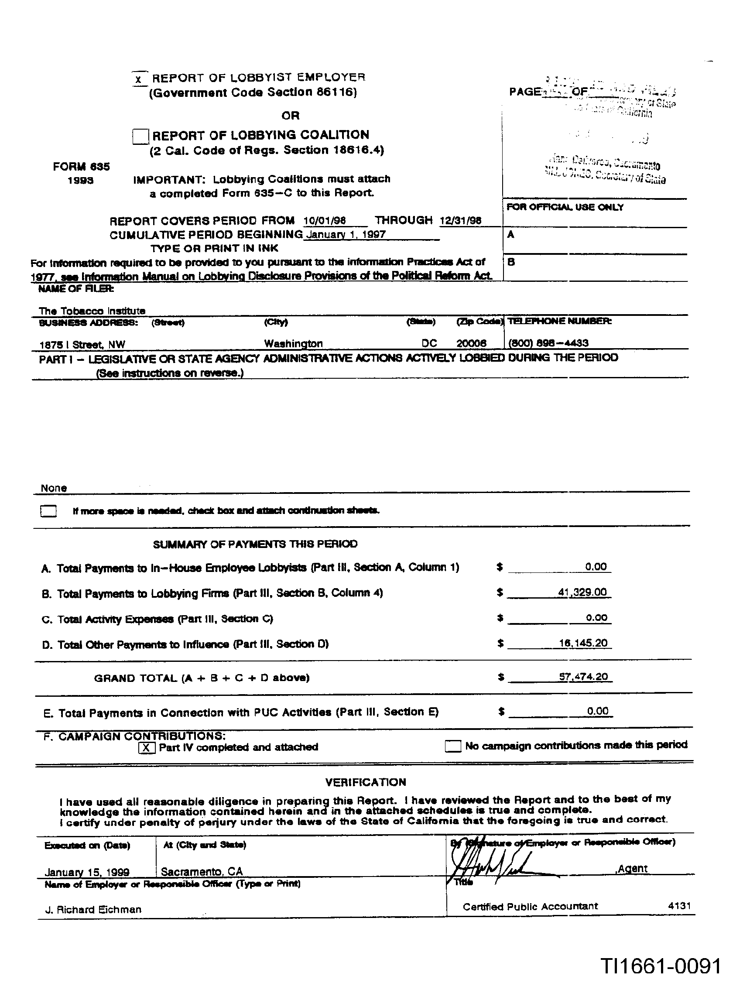 X REPORT OF LOBBYIST EMPLOYER
(Government Code Section 86116)
OR
REPORT OF LOBBYING COALITION
(2 Cal. Code of Regs. Section 18616.4)
FORM 635
1993
IMPORTANT: Lobbying Coalitions must attach
a completed Form 635-C to this Report.
PAGE OF
of State
California
Sacramento
Secretary of State
FOR OFFICIAL USE ONLY
REPORT COVERS PERIOD FROM 10/01/98 THROUGH 12/31/98
CUMULATIVE PERIOD BEGINNING January 1, 1997
TYPE OR PRINT IN INK
A
For Information required to be provided to you pursuant to the information Practices Act of
1977, see Information Manual on Lobbying Disclosure Provisions of the Political Reform Act.
B
NAME OF FILER:
The Tobacco Institute
BUSINESS ADDRESS: (Street) (City) (State) (Zip Code) TELEPHONE NUMBER:
1875 I Street, NW Washington DC 20006 (800) 898-4433
PART I - LEGISLATIVE OR STATE AGENCY ADMINISTRATIVE ACTIONS ACTIVELY LOBBIED DURING THE PERIOD
(See instructions on reverse.)
None
If more space is needed, check box and attach continuation sheets.
SUMMARY OF PAYMENTS THIS PERIOD
A. Total Payments to In-House Employee Lobbyists (Part III, Section A, Column 1) $ 0.00
B. Total Payments to Lobbying Firms (Part III, Section B, Column 4) $ 41,329.00
C. Total Activity Expenses (Part III, Section C) $ 0.00
D. Total Other Payments to Influence (Part III, Section D) $ 16,145.20
GRAND TOTAL (A + B + C + D above) $ 57,474.20
E. Total Payments in Connection with PUC Activities (Part III, Section E) $ 0.00
F. CAMPAIGN CONTRIBUTIONS:
X Part IV completed and attached No campaign contributions made this period
VERIFICATION
I have used all reasonable diligence in preparing this Report. I have reviewed the Report and to the best of my
knowledge the information contained herein and in the attached schedules is true and complete.
I certify under penalty of perjury under the laws of the State of California that the foregoing is true and correct.
Executed on (Date) At (City and State) By (Signature of Employer or Responsible Officer)
January 15, 1999 Sacramento, CA ,Agent
Name of Employer or Responsible Officer (Type or Print) Title
J. Richard Eichman Certified Public Accountant 4131
TI1661-0091